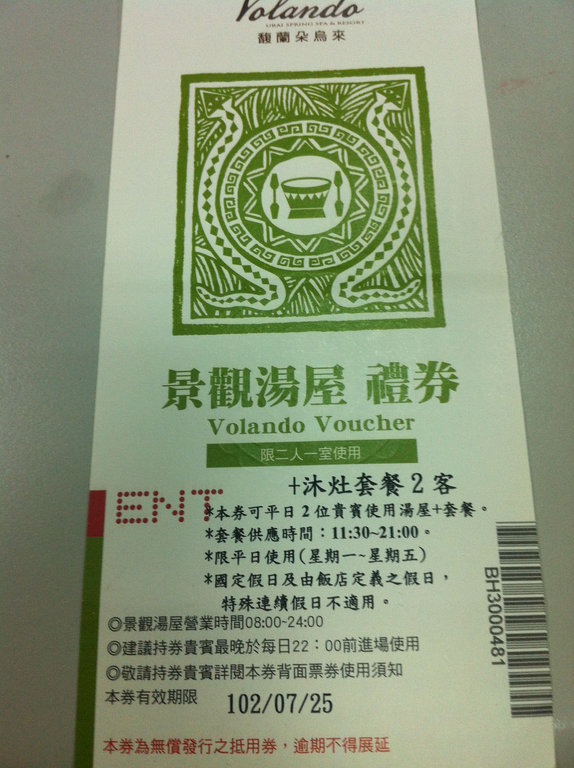 Volando
URAI SPRING SPA & RESORT
馥蘭朵烏來
景觀湯屋 禮券
Volando Voucher
限二人一室使用
+沐灶套餐2客
ENT
*本券可平日2位貴賓使用湯屋+套餐。
*套餐供應時間：11:30~21:00。
*限平日使用(星期一~星期五)
*國定假日及由飯店定義之假日，
特殊連續假日不適用。
◎景觀湯屋營業時間08:00~24:00
◎建議持券貴賓最晚於每日22：00前進場使用
◎敬請持券貴賓詳閱本券背面票券使用須知
本券有效期限 102/07/25
本券為無償發行之抵用券，逾期不得展延
BH3000481